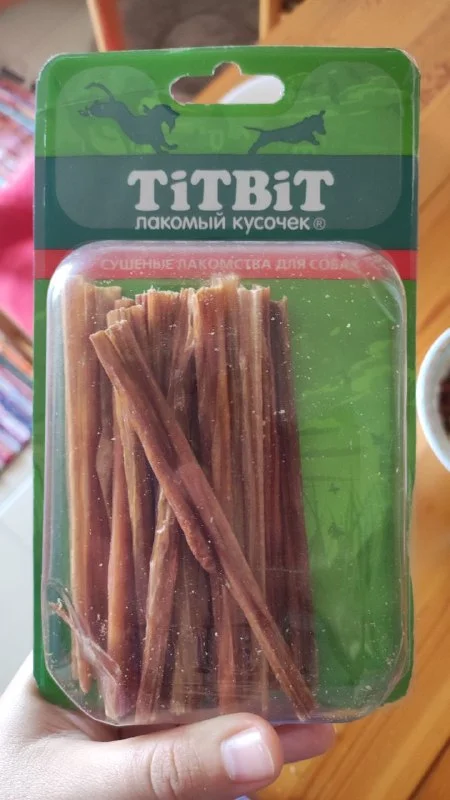 TiTBiT
лакомый кусочек®
СУШЕНЫЕ ЛАКОМСТВА ДЛЯ СОБАК